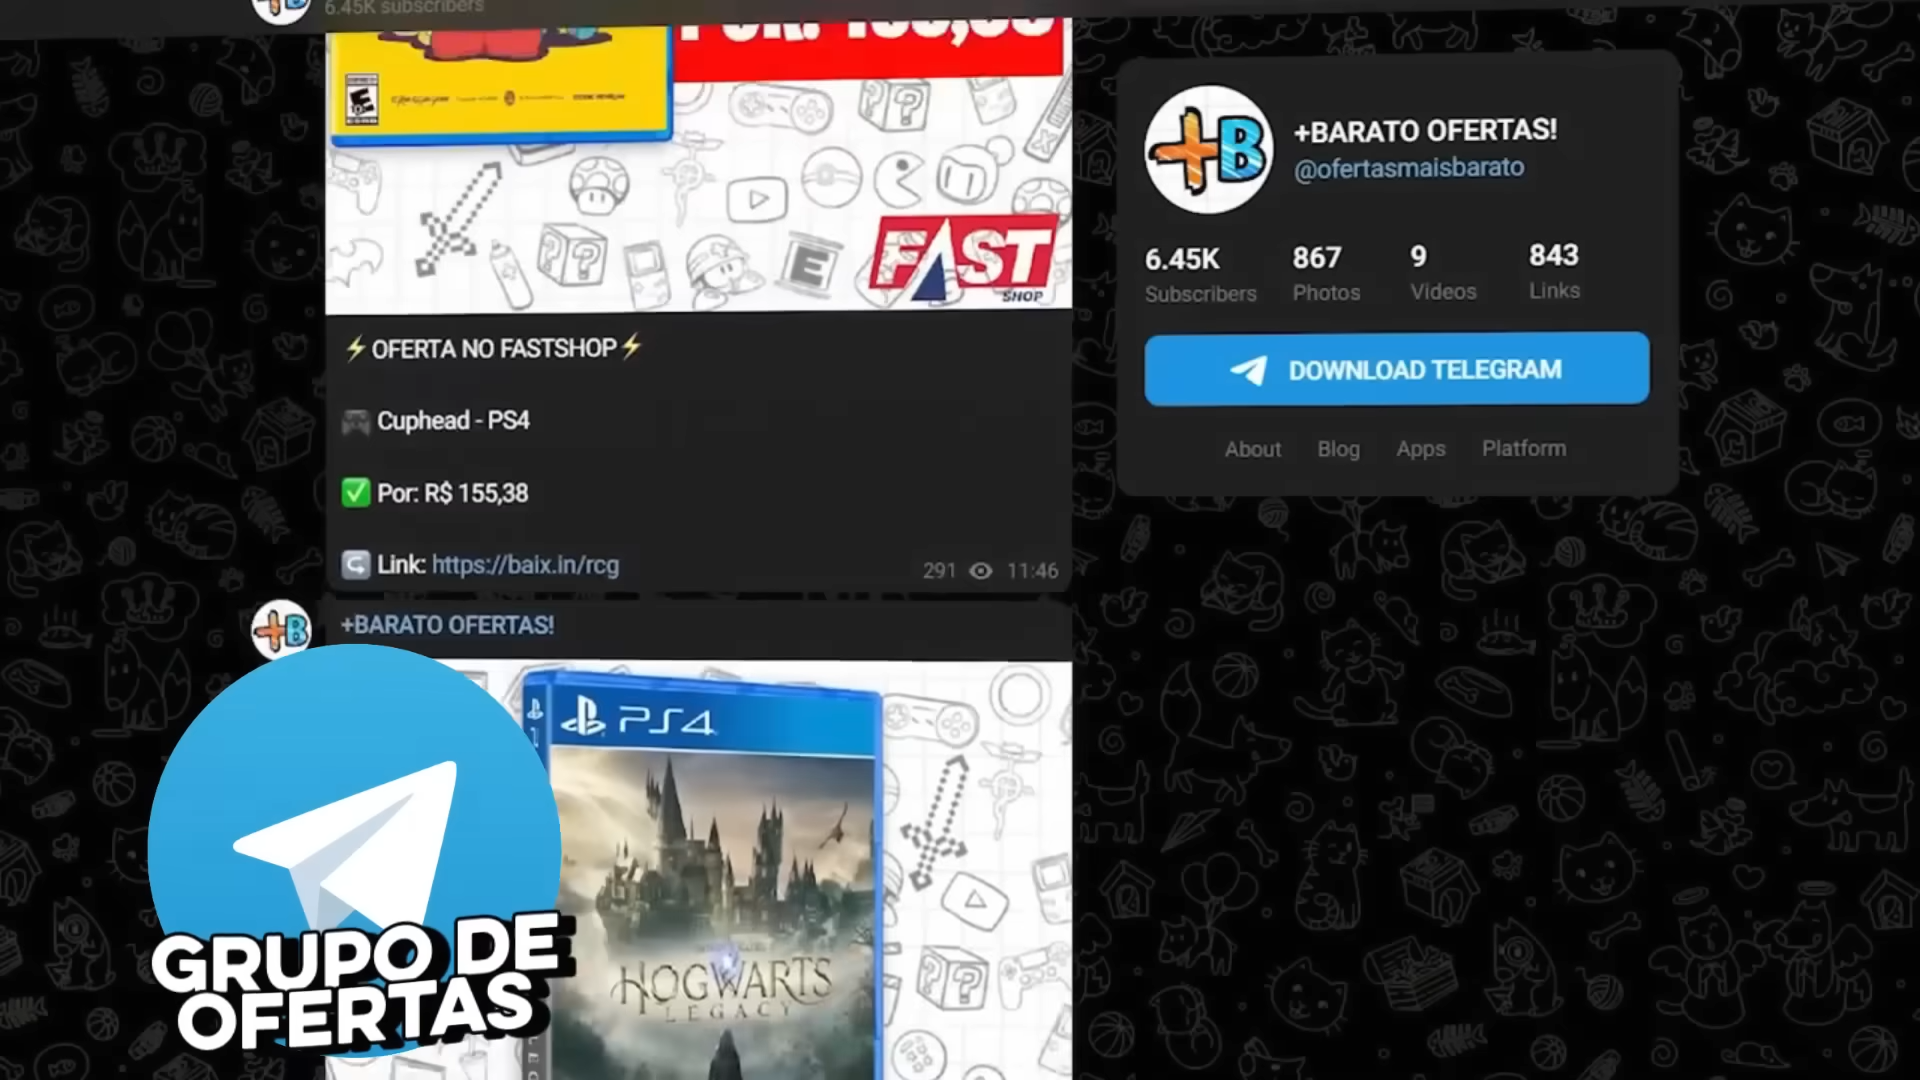 6.45K subscribers
E
FAST
SHOP
⚡OFERTA NO FASTSHOP⚡
Cuphead - PS4
✅ Por: R$ 155,38
Link: https://baix.in/rcg
291 11:46
+BARATO OFERTAS!
PS4
HOGWARTS
LEGACY
GRUPO DE
OFERTAS
+B
+BARATO OFERTAS!
@ofertasmaisbarato
6.45K 867 9 843
Subscribers Photos Videos Links
DOWNLOAD TELEGRAM
About Blog Apps Platform